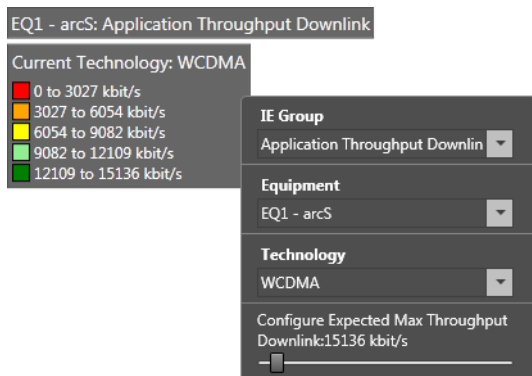 EQ1 - arcS: Application Throughput Downlink
Current Technology: WCDMA
0 to 3027 kbit/s
3027 to 6054 kbit/s
6054 to 9082 kbit/s
9082 to 12109 kbit/s
12109 to 15136 kbit/s
IE Group
Application Throughput Downlin
Equipment
EQ1 - arcS
Technology
WCDMA
Configure Expected Max Throughput
Downlink:15136 kbit/s